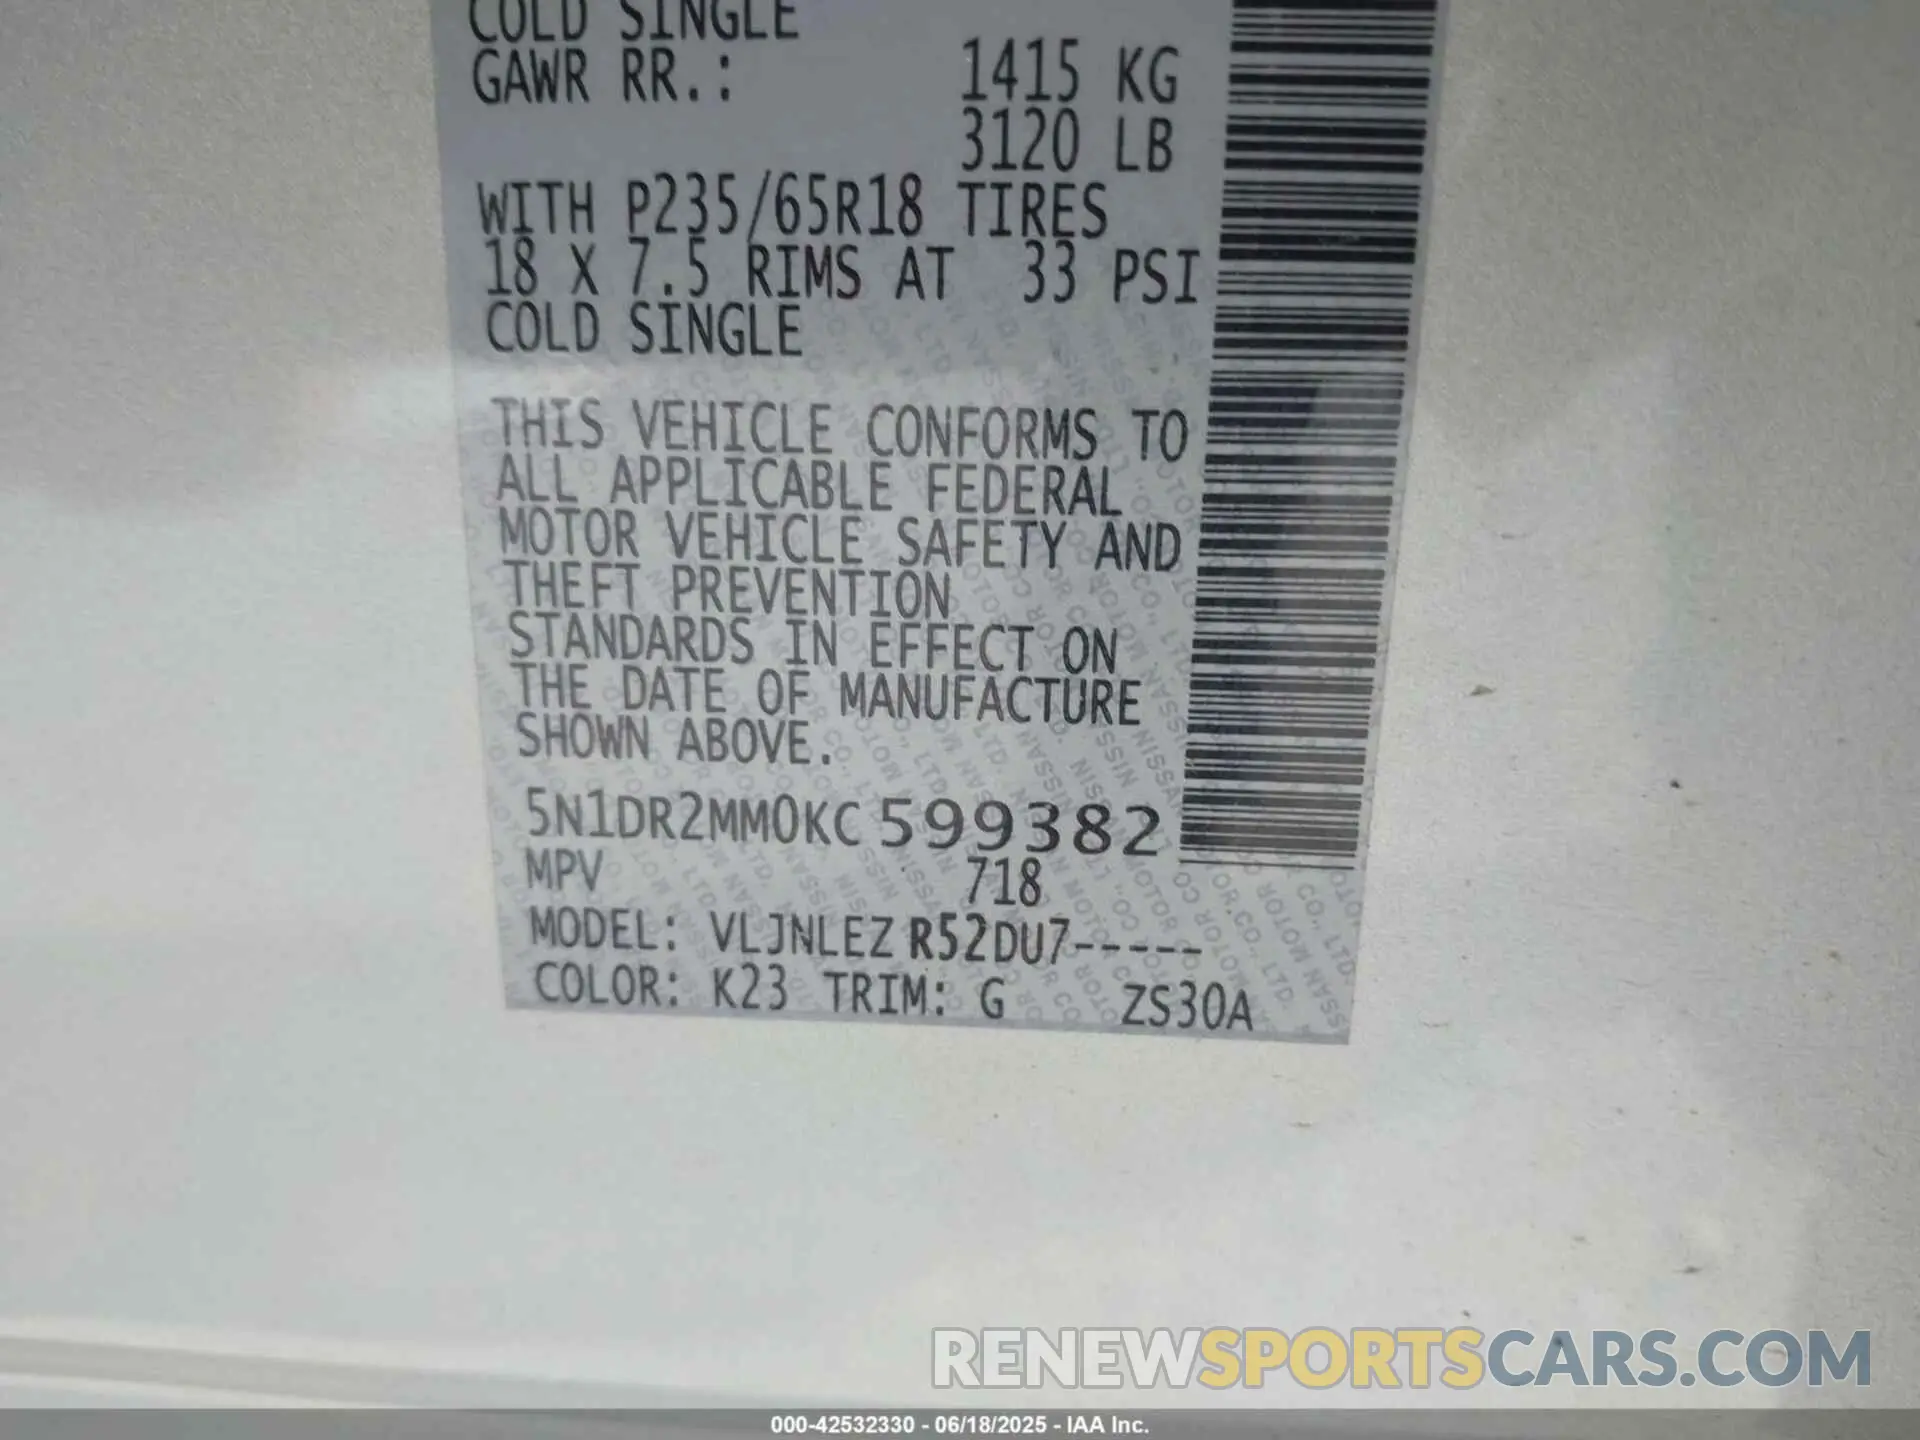 COLD SINGLE
GAWR RR.: 1415 KG
3120 LB
WITH P235/65R18 TIRES
18 X 7.5 RIMS AT 33 PSI
COLD SINGLE
THIS VEHICLE CONFORMS TO
ALL APPLICABLE FEDERAL
MOTOR VEHICLE SAFETY AND
THEFT PREVENTION
STANDARDS IN EFFECT ON
THE DATE OF MANUFACTURE
SHOWN ABOVE.
5N1DR2MM0KC599382
MPV 718
MODEL: VLJNLEZ R52DU7-----
COLOR: K23 TRIM: G ZS30A
RENEWSPORTSCARS.COM
000-42532330 - 06/18/2025 - IAA Inc.